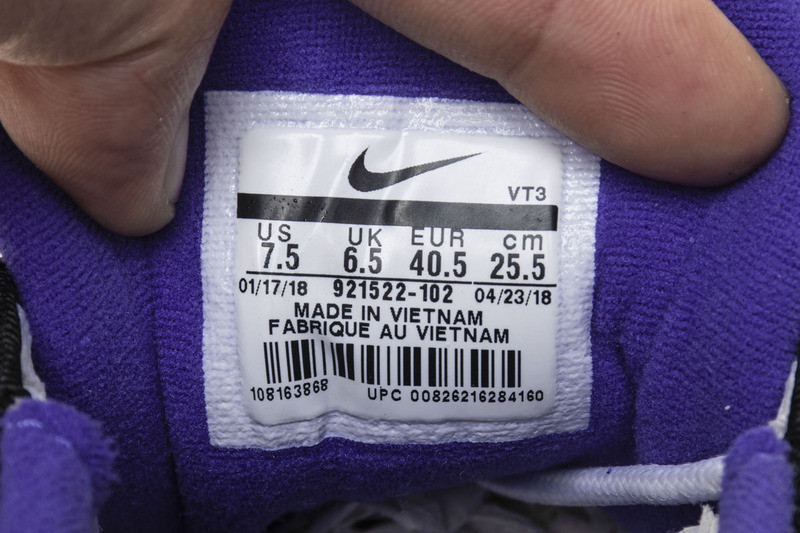 VT3
US UK EUR cm
7.5 6.5 40.5 25.5
01/17/18 921522-102 04/23/18
MADE IN VIETNAM
FABRIQUE AU VIETNAM
108163868 UPC 00826216284160